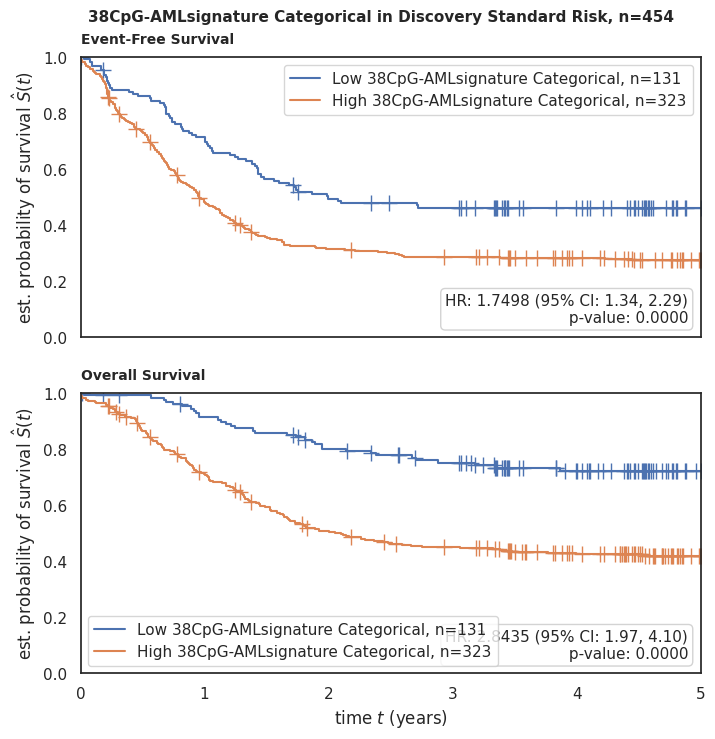 38CpG-AMLsignature Categorical in Discovery Standard Risk, n=454
Event-Free Survival
est. probability of survival Ŝ(t)
1.0
0.8
0.6
0.4
0.2
0.0
Low 38CpG-AMLsignature Categorical, n=131
High 38CpG-AMLsignature Categorical, n=323
HR: 1.7498 (95% CI: 1.34, 2.29)
p-value: 0.0000
Overall Survival
est. probability of survival Ŝ(t)
1.0
0.8
0.6
0.4
0.2
0.0
Low 38CpG-AMLsignature Categorical, n=131
High 38CpG-AMLsignature Categorical, n=323
HR: 2.8435 (95% CI: 1.97, 4.10)
p-value: 0.0000
0 1 2 3 4 5
time t (years)